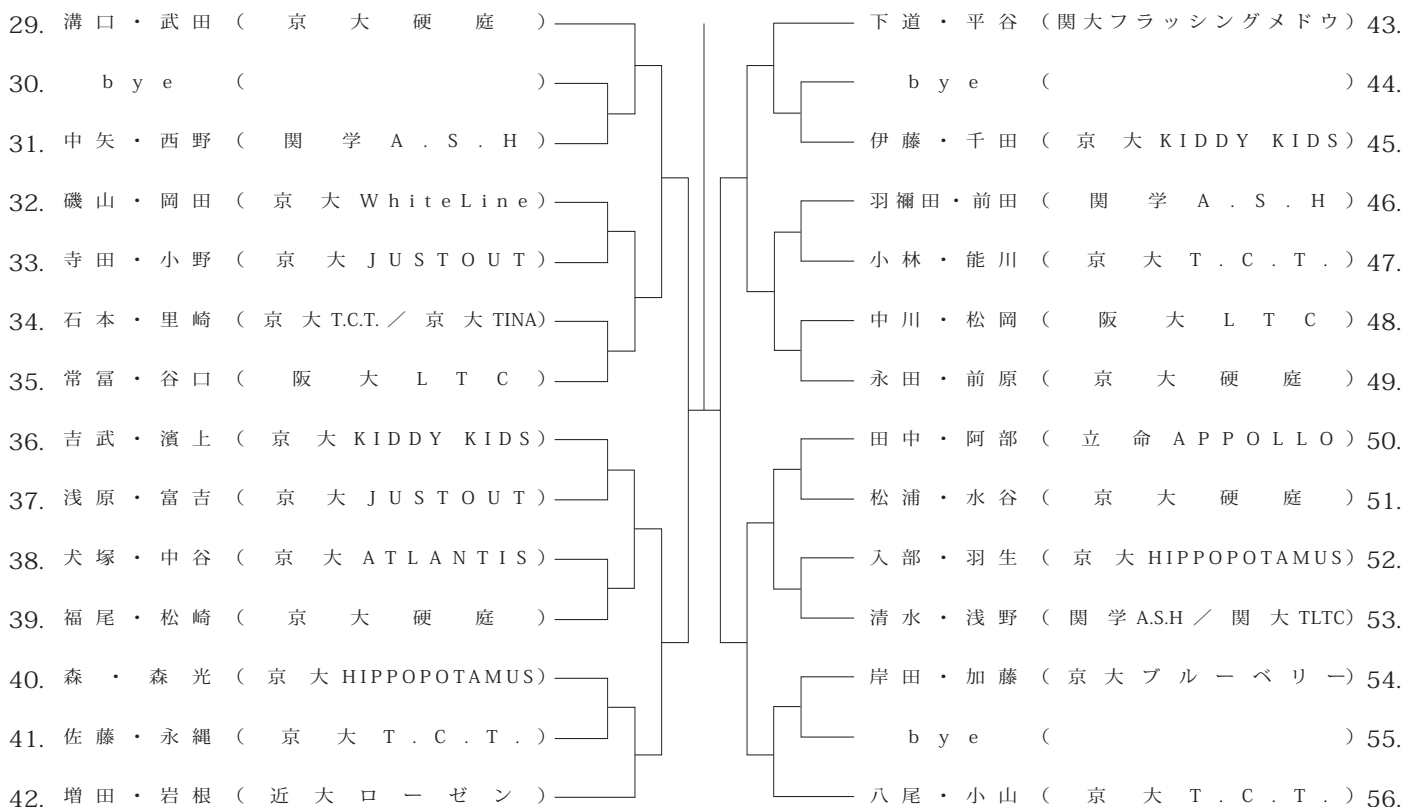 29. 溝口・武田(京大硬庭)
30. bye ( )
31. 中矢・西野(関学A.S.H)
32. 磯山・岡田(京大WhiteLine)
33. 寺田・小野(京大JUSTOUT)
34. 石本・里崎(京大T.C.T./京大TINA)
35. 常冨・谷口(阪大LTC)
36. 吉武・濱上(京大KIDDY KIDS)
37. 浅原・富吉(京大JUSTOUT)
38. 犬塚・中谷(京大ATLANTIS)
39. 福尾・松崎(京大硬庭)
40. 森・森光(京大HIPPOPOTAMUS)
41. 佐藤・永縄(京大T.C.T.)
42. 増田・岩根(近大ローゼン)
下道・平谷(関大フラッシングメドウ) 43.
bye ( ) 44.
伊藤・千田(京大KIDDY KIDS) 45.
羽禰田・前田(関学A.S.H) 46.
小林・能川(京大T.C.T.) 47.
中川・松岡(阪大LTC) 48.
永田・前原(京大硬庭) 49.
田中・阿部(立命APPOLLO) 50.
松浦・水谷(京大硬庭) 51.
入部・羽生(京大HIPPOPOTAMUS) 52.
清水・浅野(関学A.S.H/関大TLTC) 53.
岸田・加藤(京大ブルーベリー) 54.
bye ( ) 55.
八尾・小山(京大T.C.T.) 56.